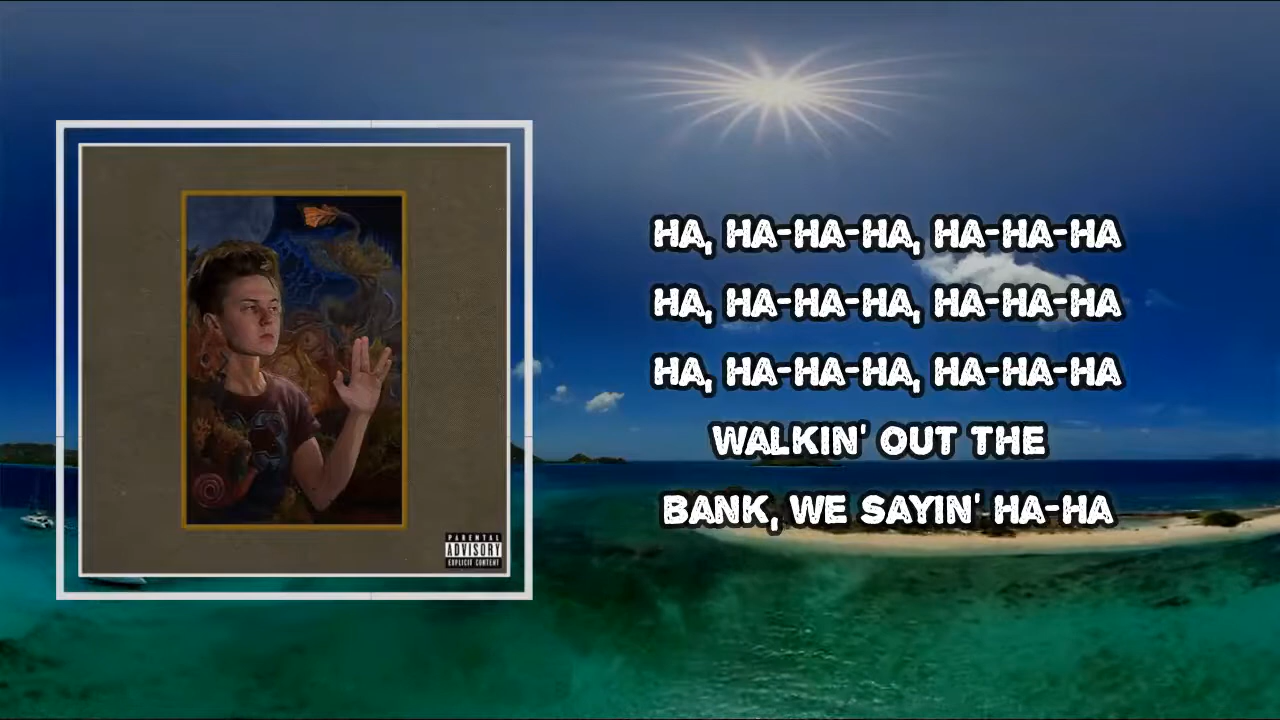 HA, HA-HA-HA, HA-HA-HA
HA, HA-HA-HA, HA-HA-HA
HA, HA-HA-HA, HA-HA-HA
WALKIN' OUT THE
BANK, WE SAYIN' HA-HA
PARENTAL
ADVISORY
EXPLICIT CONTENT